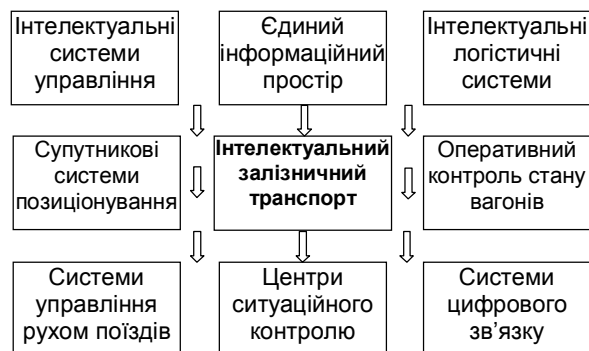 Інтелектуальні
системи
управління
Єдиний
інформаційний
простір
Інтелектуальні
логістичні
системи
Супутникові
системи
позиціонування
Інтелектуальний
залізничний
транспорт
Оперативний
контроль стану
вагонів
Системи
управління
рухом поїздів
Центри
ситуаційного
контролю
Системи
цифрового
зв’язку